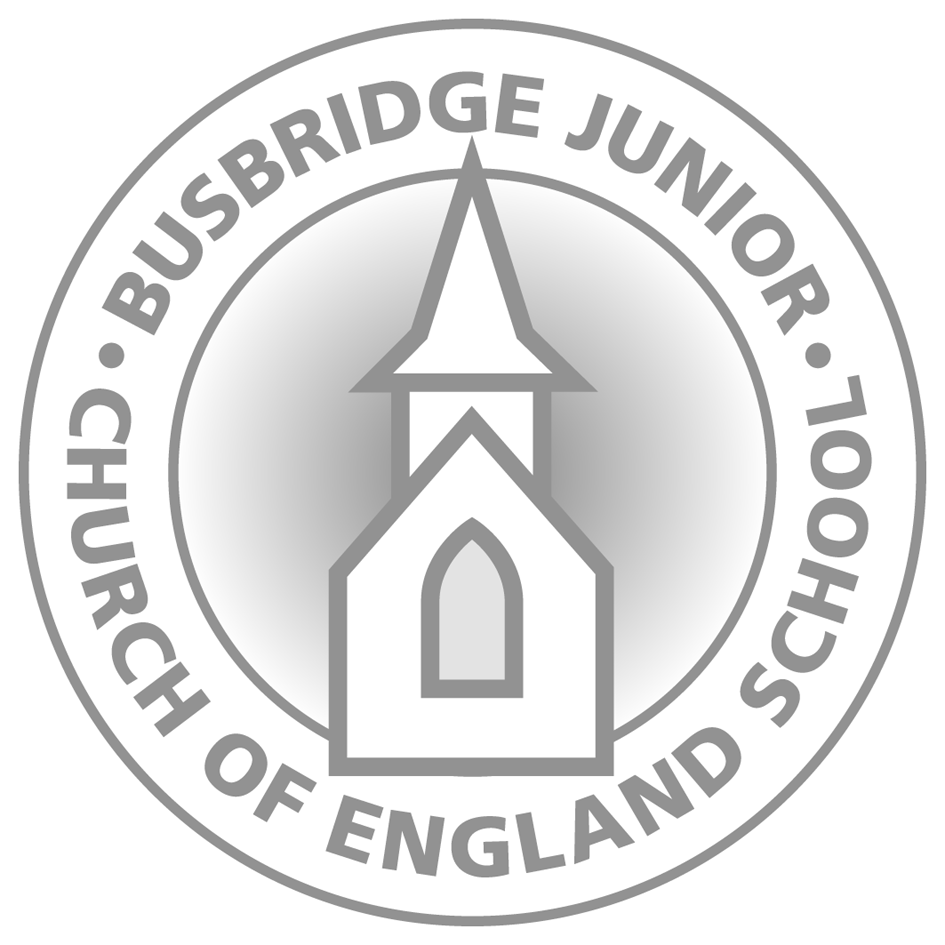 • BUSBRIDGE JUNIOR •
CHURCH OF ENGLAND SCHOOL